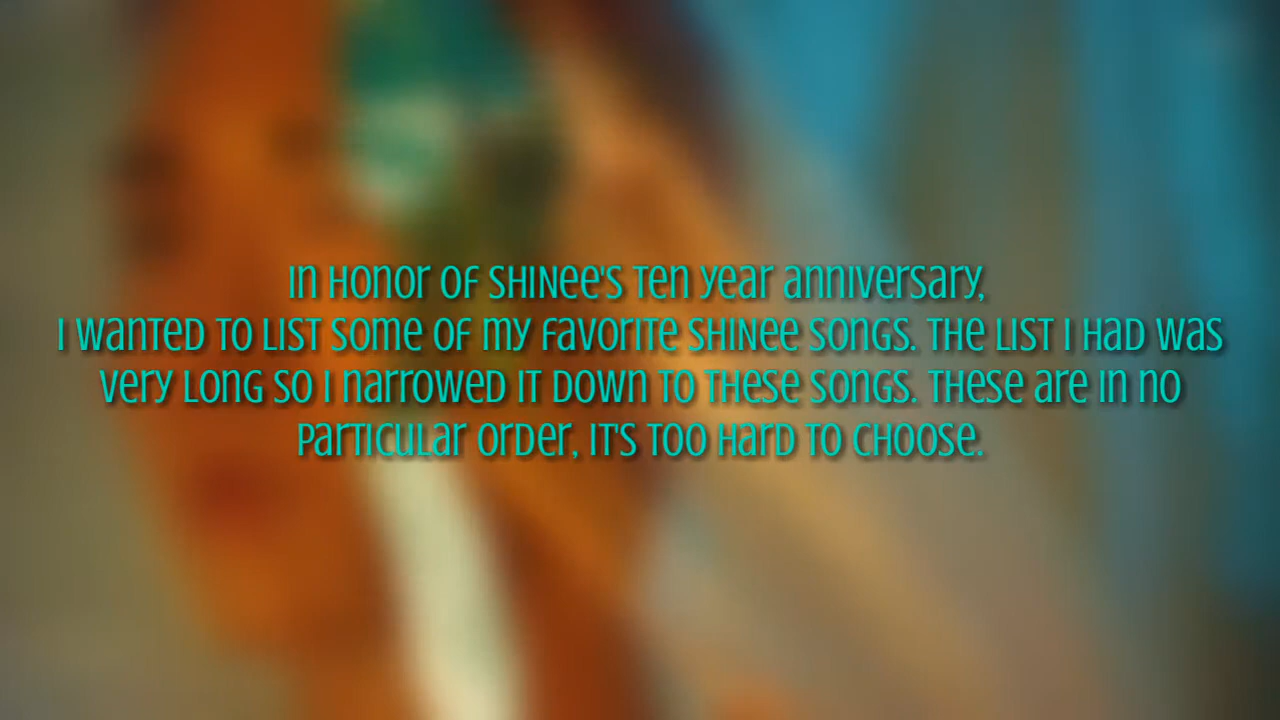 In Honor of SHINee's ten year anniversary,
I wanted to list some of my favorite SHINee songs. The list I had was
very long so I narrowed it down to these songs. These are in no
particular order, it's too hard to choose.